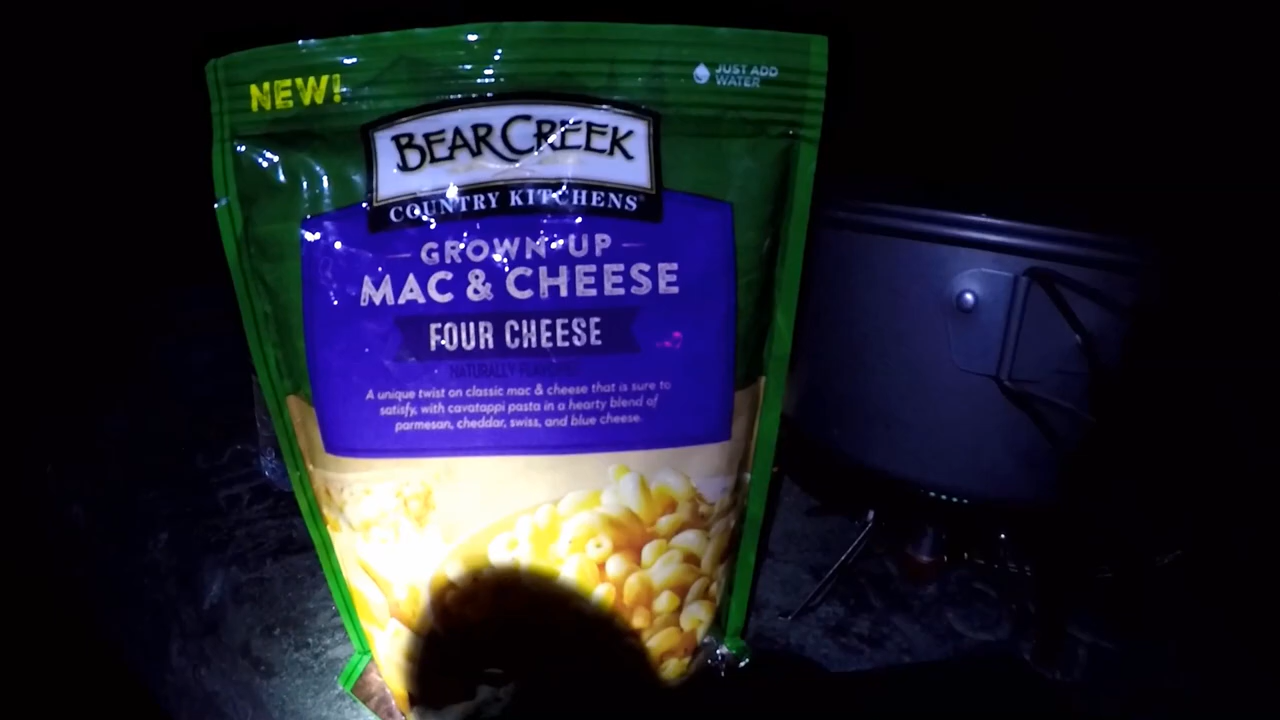 NEW!
JUST ADD
WATER
BEAR CREEK
COUNTRY KITCHENS®
GROWN-UP
MAC & CHEESE
FOUR CHEESE
NATURALLY FLAVORED
A unique twist on classic mac & cheese that is sure to
satisfy, with cavatappi pasta in a hearty blend of
parmesan, cheddar, swiss, and blue cheese.